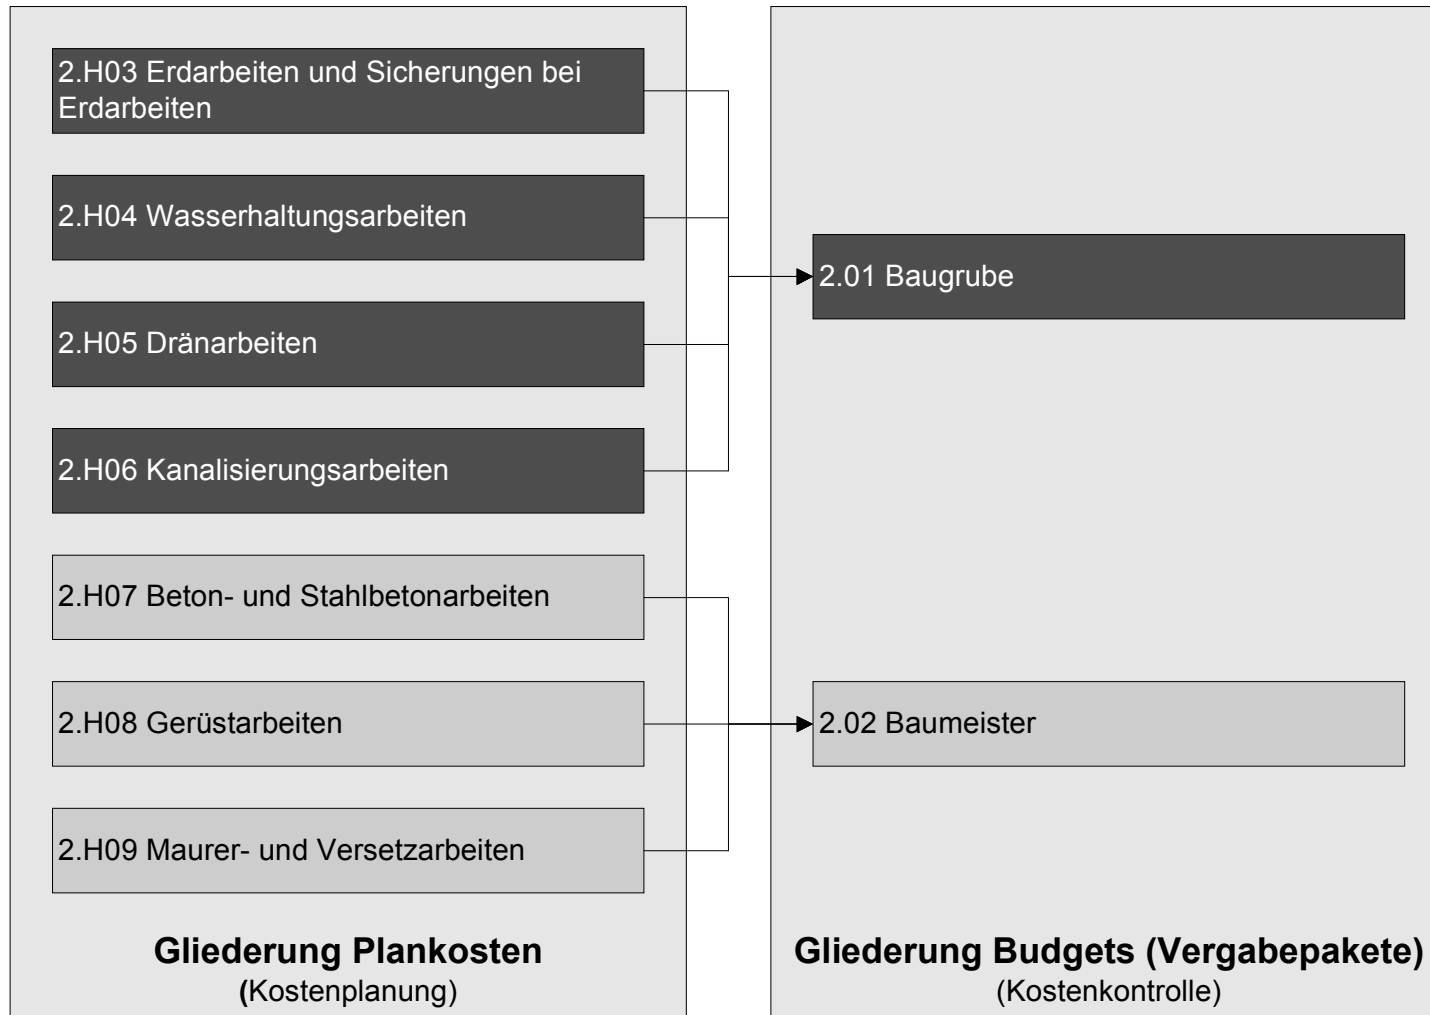 2.H03 Erdarbeiten und Sicherungen bei
Erdarbeiten
2.H04 Wasserhaltungsarbeiten
2.H05 Dränarbeiten
2.H06 Kanalisierungsarbeiten
2.H07 Beton- und Stahlbetonarbeiten
2.H08 Gerüstarbeiten
2.H09 Maurer- und Versetzarbeiten
Gliederung Plankosten
(Kostenplanung)
2.01 Baugrube
2.02 Baumeister
Gliederung Budgets (Vergabepakete)
(Kostenkontrolle)